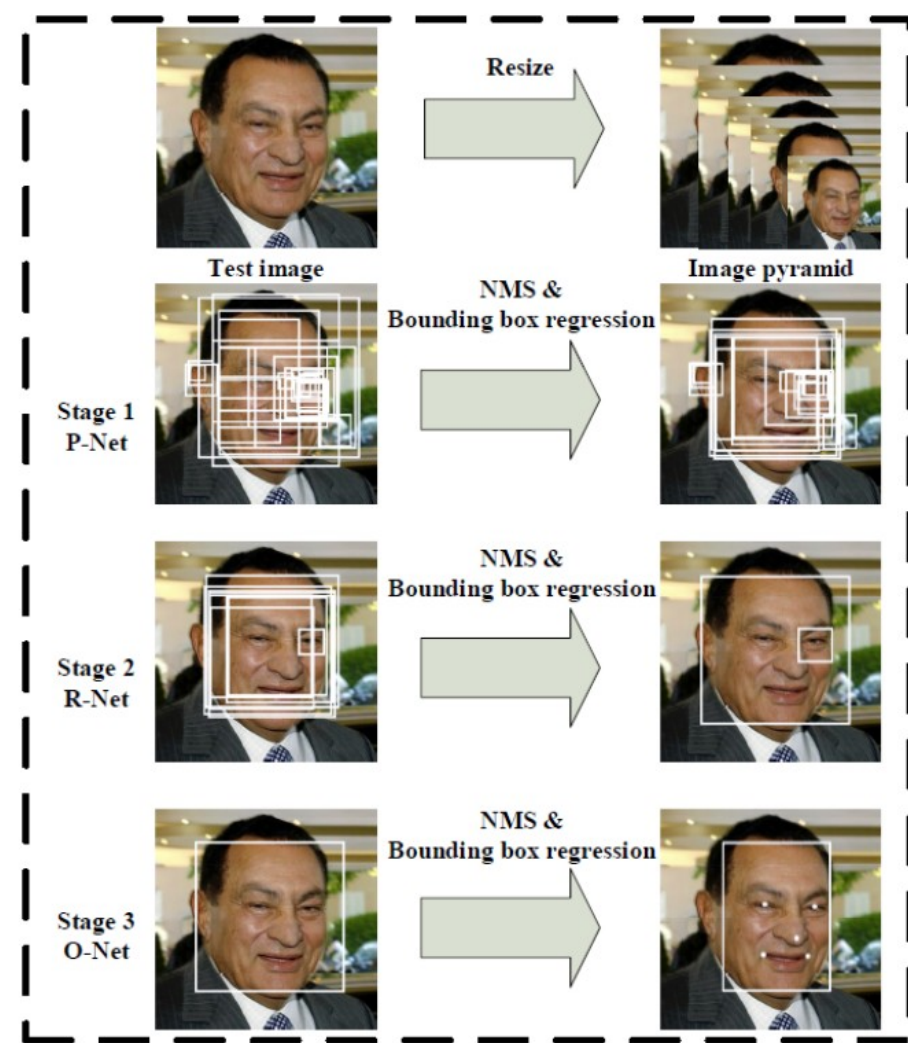 Resize
Test image
Image pyramid
NMS &
Bounding box regression
Stage 1
P-Net
NMS &
Bounding box regression
Stage 2
R-Net
NMS &
Bounding box regression
Stage 3
O-Net